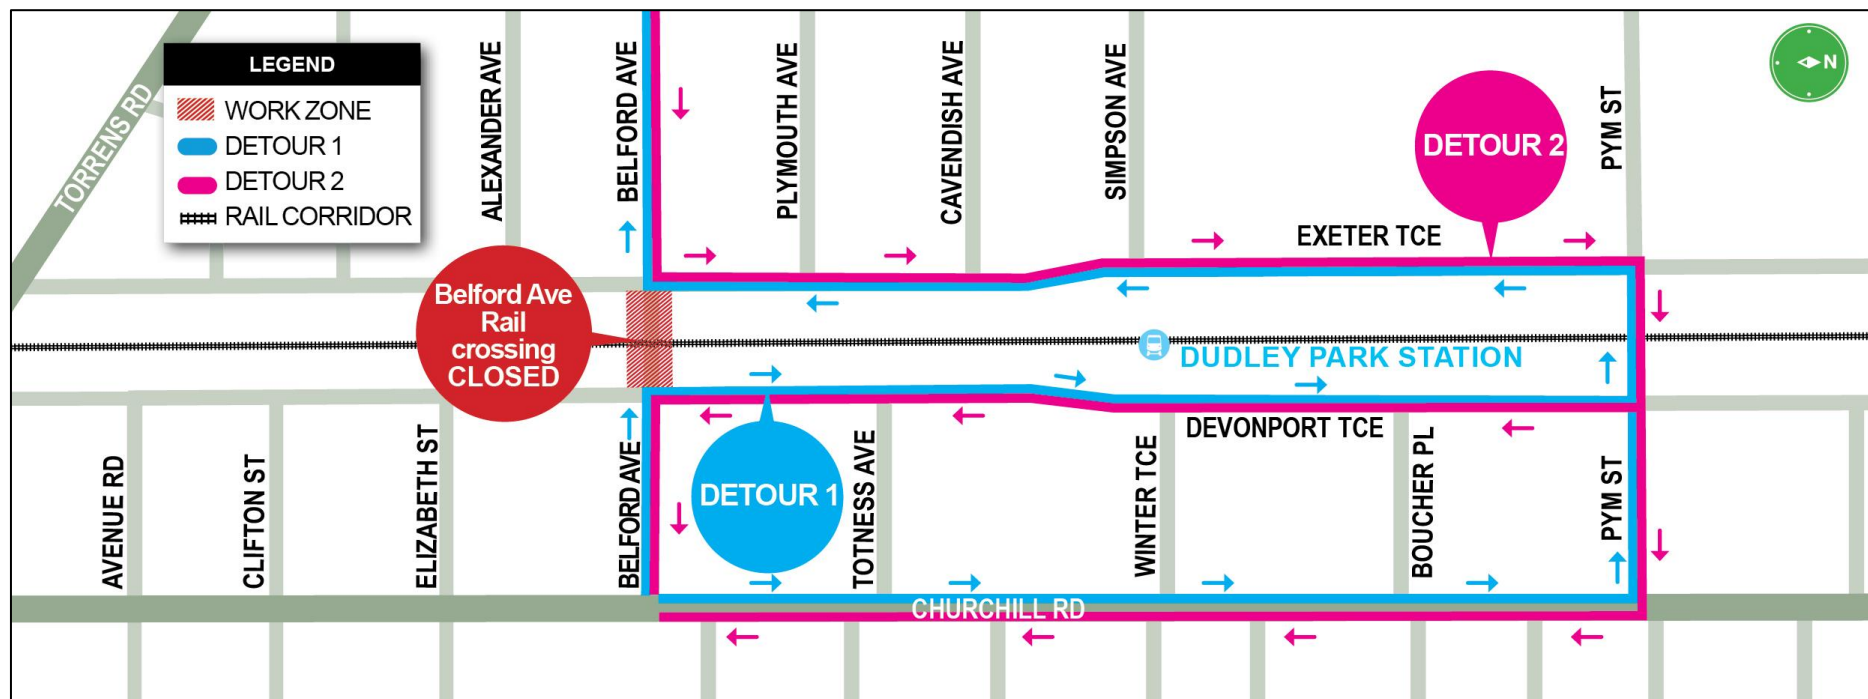 LEGEND
WORK ZONE
DETOUR 1
DETOUR 2
RAIL CORRIDOR
TORRENS RD
ALEXANDER AVE
BELFORD AVE
PLYMOUTH AVE
CAVENDISH AVE
SIMPSON AVE
DETOUR 2
PYM ST
N
EXETER TCE
Belford Ave
Rail
crossing
CLOSED
DUDLEY PARK STATION
DEVONPORT TCE
AVENUE RD
CLIFTON ST
ELIZABETH ST
BELFORD AVE
DETOUR 1
TOTNESS AVE
WINTER TCE
BOUCHER PL
PYM ST
CHURCHILL RD